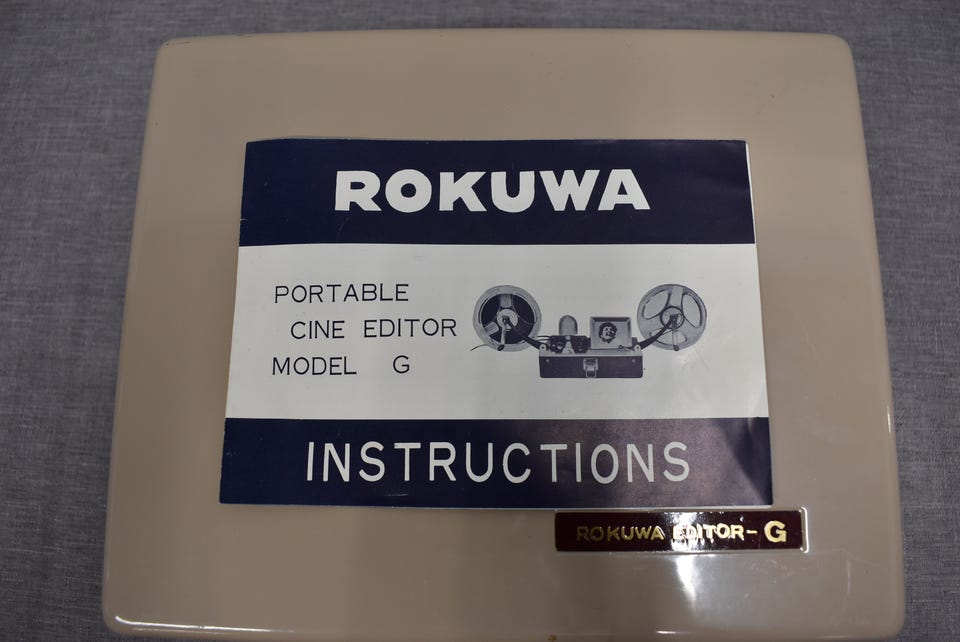 ROKUWA
PORTABLE
CINE EDITOR
MODEL G
INSTRUCTIONS
ROKUWA EDITOR-G